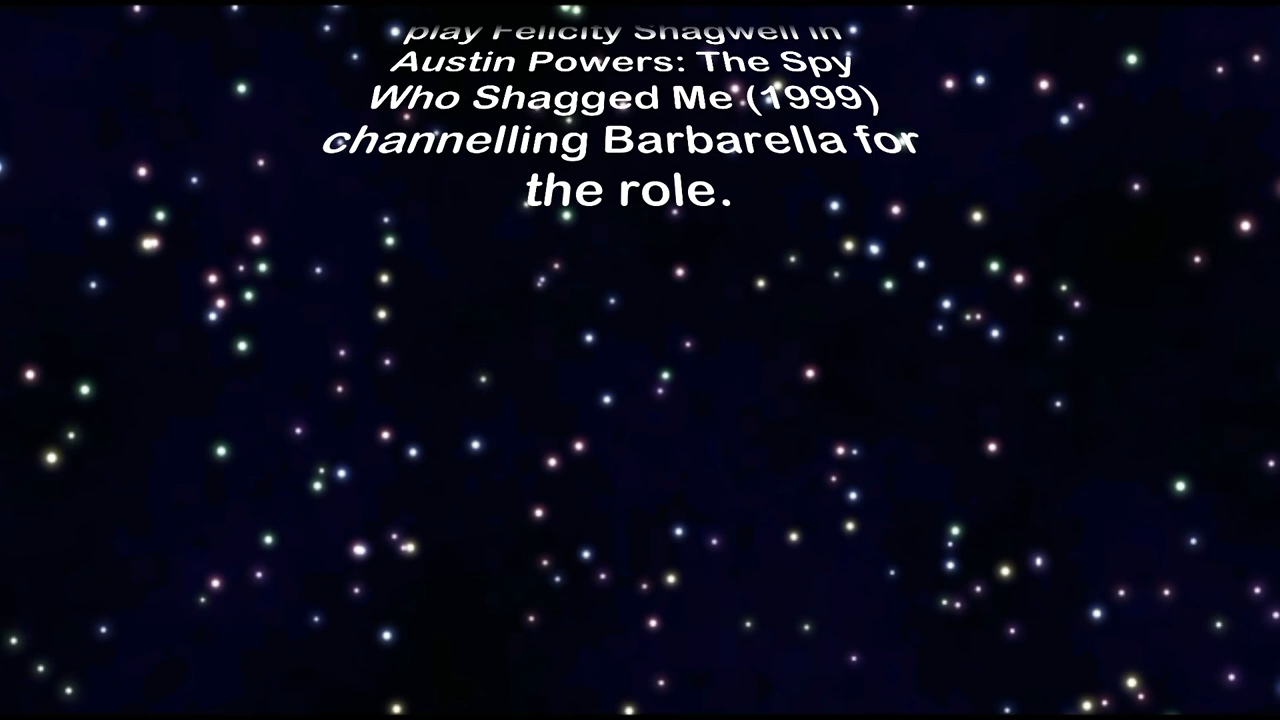 play Felicity Shagwell in
Austin Powers: The Spy
Who Shagged Me (1999)
channelling Barbarella for
the role.